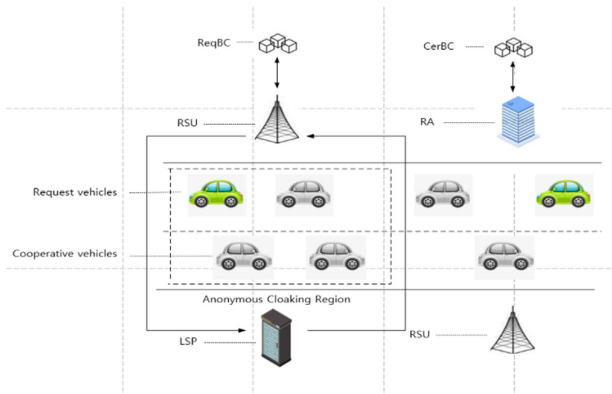 ReqBC
CerBC
RSU
RA
Request vehicles
Cooperative vehicles
Anonymous Cloaking Region
LSP
RSU